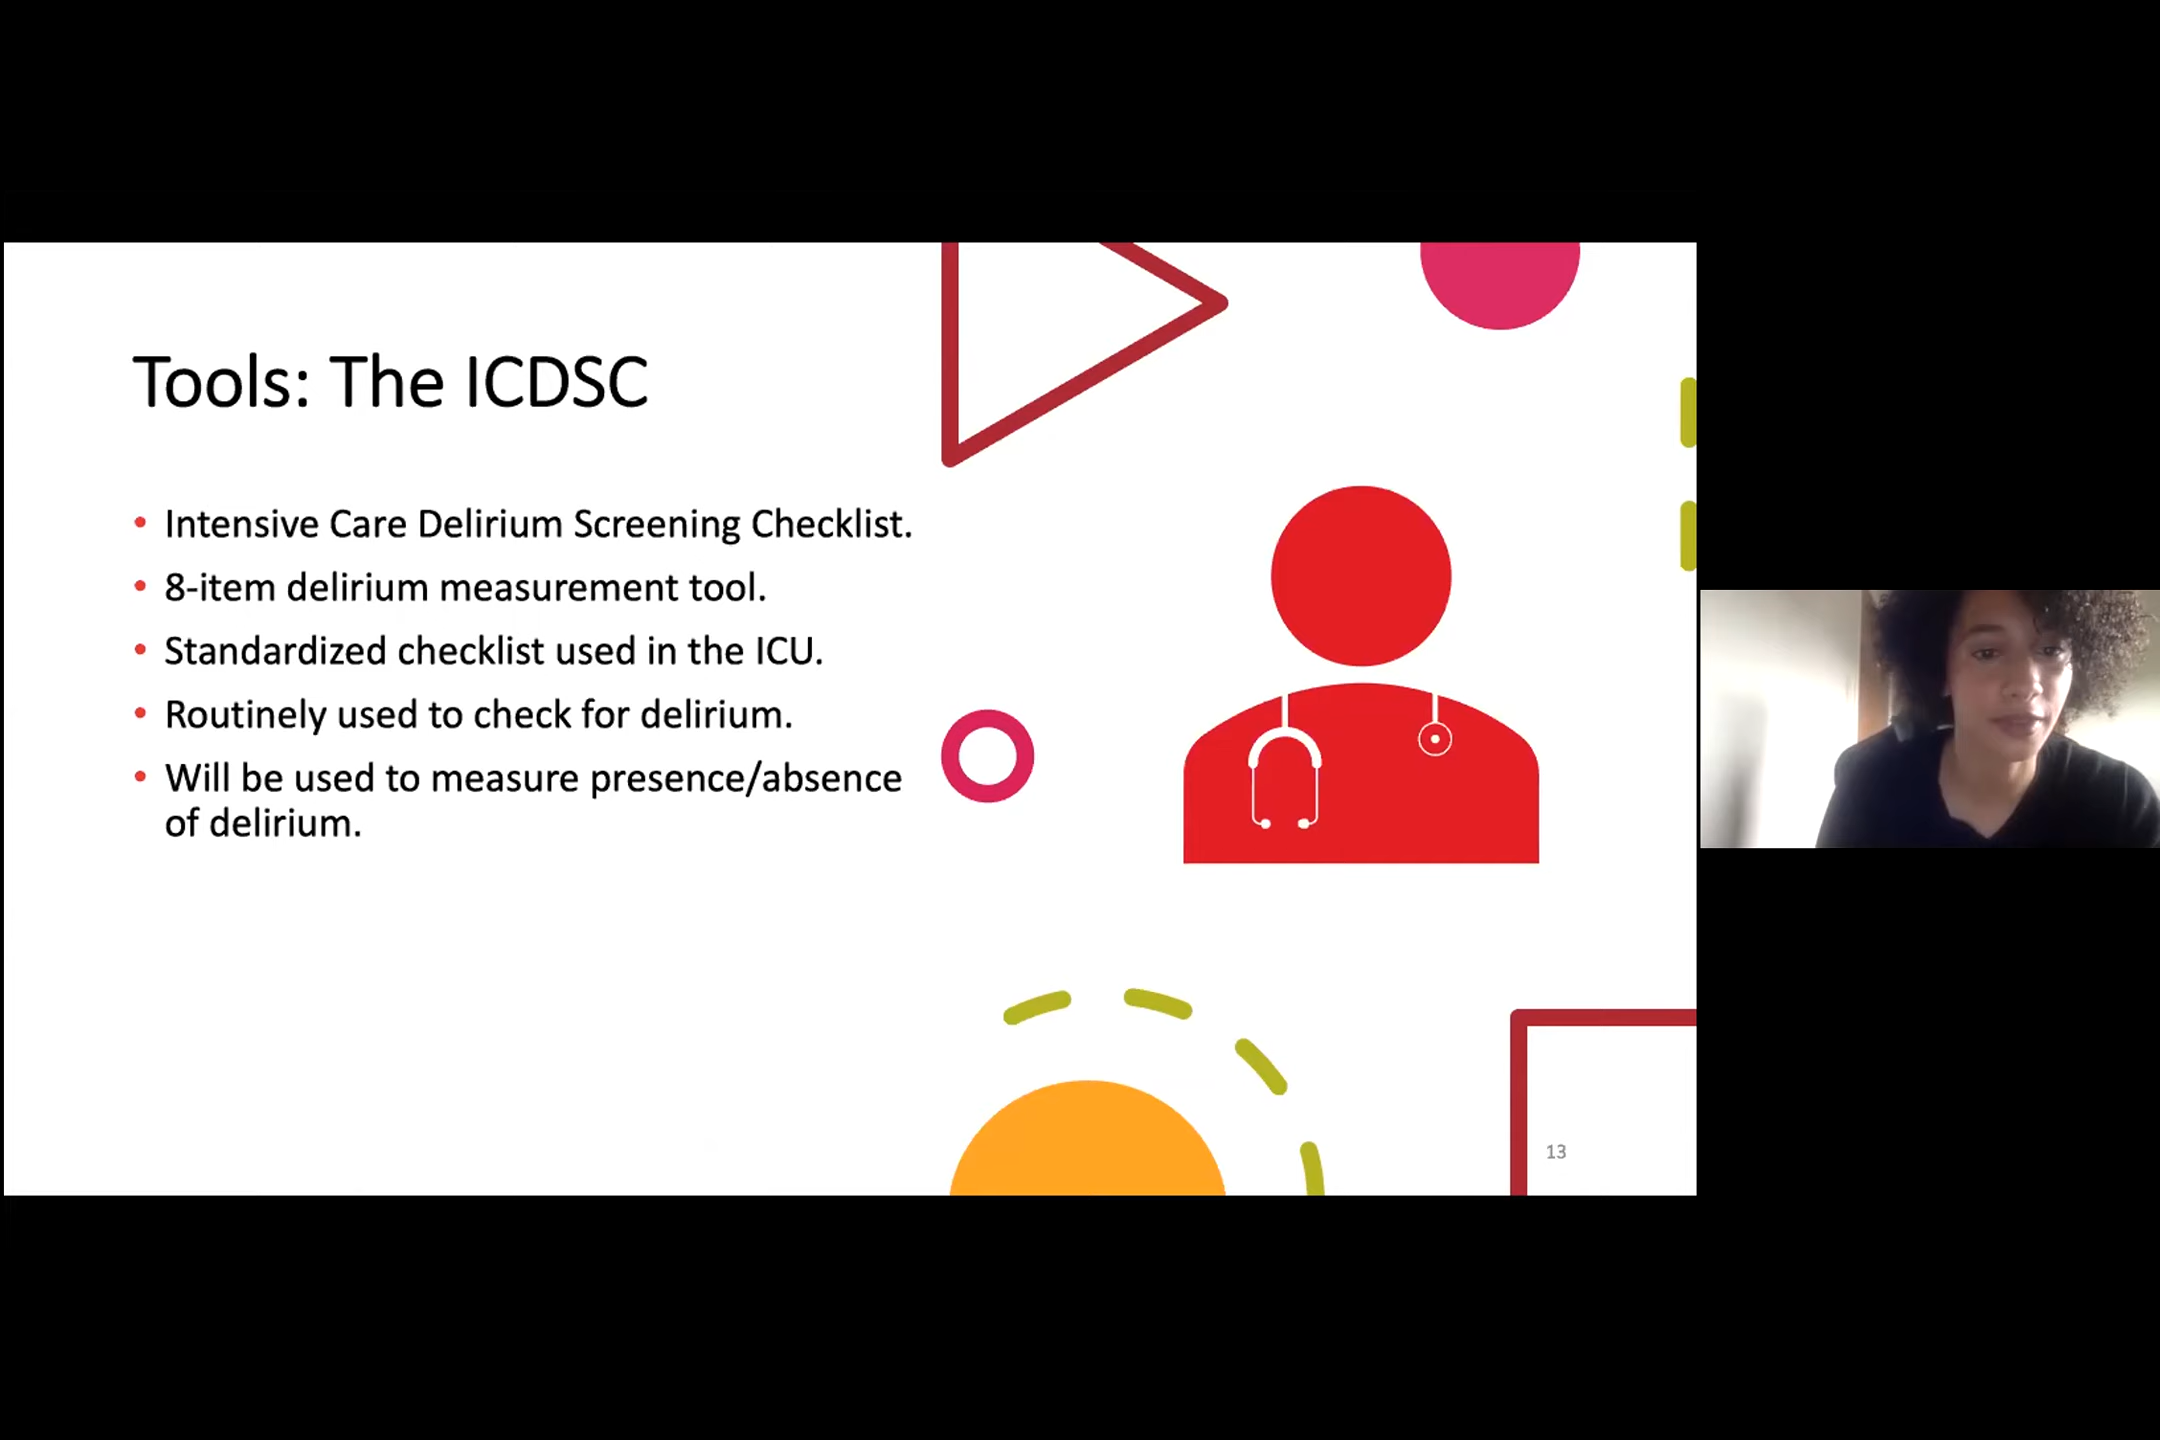 Tools: The ICDSC
• Intensive Care Delirium Screening Checklist.
• 8-item delirium measurement tool.
• Standardized checklist used in the ICU.
• Routinely used to check for delirium.
• Will be used to measure presence/absence
of delirium.
13